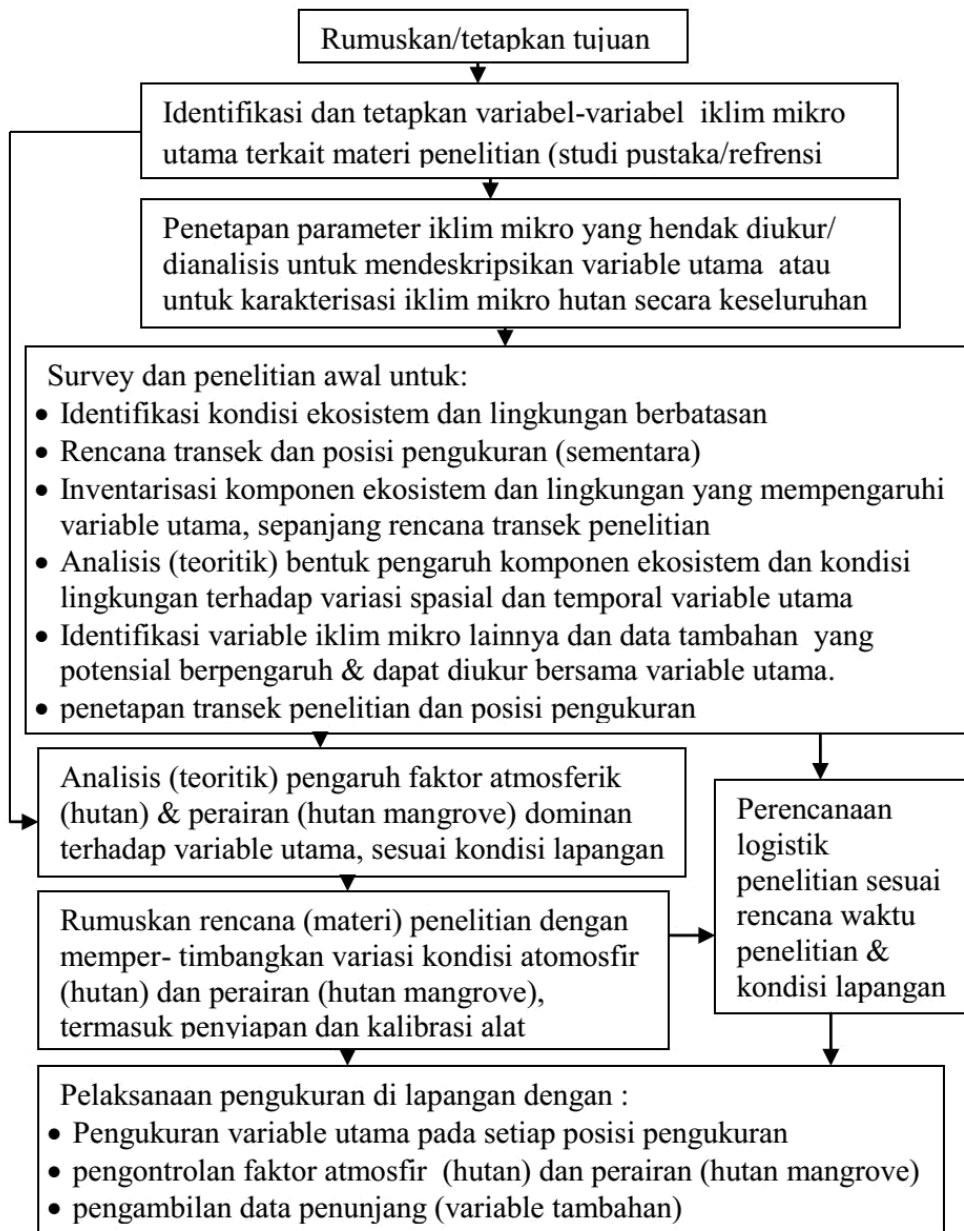 Rumuskan/tetapkan tujuan
Identifikasi dan tetapkan variabel-variabel iklim mikro
utama terkait materi penelitian (studi pustaka/refrensi
Penetapan parameter iklim mikro yang hendak diukur/
dianalisis untuk mendeskripsikan variable utama atau
untuk karakterisasi iklim mikro hutan secara keseluruhan
Survey dan penelitian awal untuk:
• Identifikasi kondisi ekosistem dan lingkungan berbatasan
• Rencana transek dan posisi pengukuran (sementara)
• Inventarisasi komponen ekosistem dan lingkungan yang mempengaruhi
variable utama, sepanjang rencana transek penelitian
• Analisis (teoritik) bentuk pengaruh komponen ekosistem dan kondisi
lingkungan terhadap variasi spasial dan temporal variable utama
• Identifikasi variable iklim mikro lainnya dan data tambahan yang
potensial berpengaruh & dapat diukur bersama variable utama.
• penetapan transek penelitian dan posisi pengukuran
Analisis (teoritik) pengaruh faktor atmosferik
(hutan) & perairan (hutan mangrove) dominan
terhadap variable utama, sesuai kondisi lapangan
Rumuskan rencana (materi) penelitian dengan
memper- timbangkan variasi kondisi atomosfir
(hutan) dan perairan (hutan mangrove),
termasuk penyiapan dan kalibrasi alat
Perencanaan
logistik
penelitian sesuai
rencana waktu
penelitian &
kondisi lapangan
Pelaksanaan pengukuran di lapangan dengan :
• Pengukuran variable utama pada setiap posisi pengukuran
• pengontrolan faktor atmosfir (hutan) dan perairan (hutan mangrove)
• pengambilan data penunjang (variable tambahan)